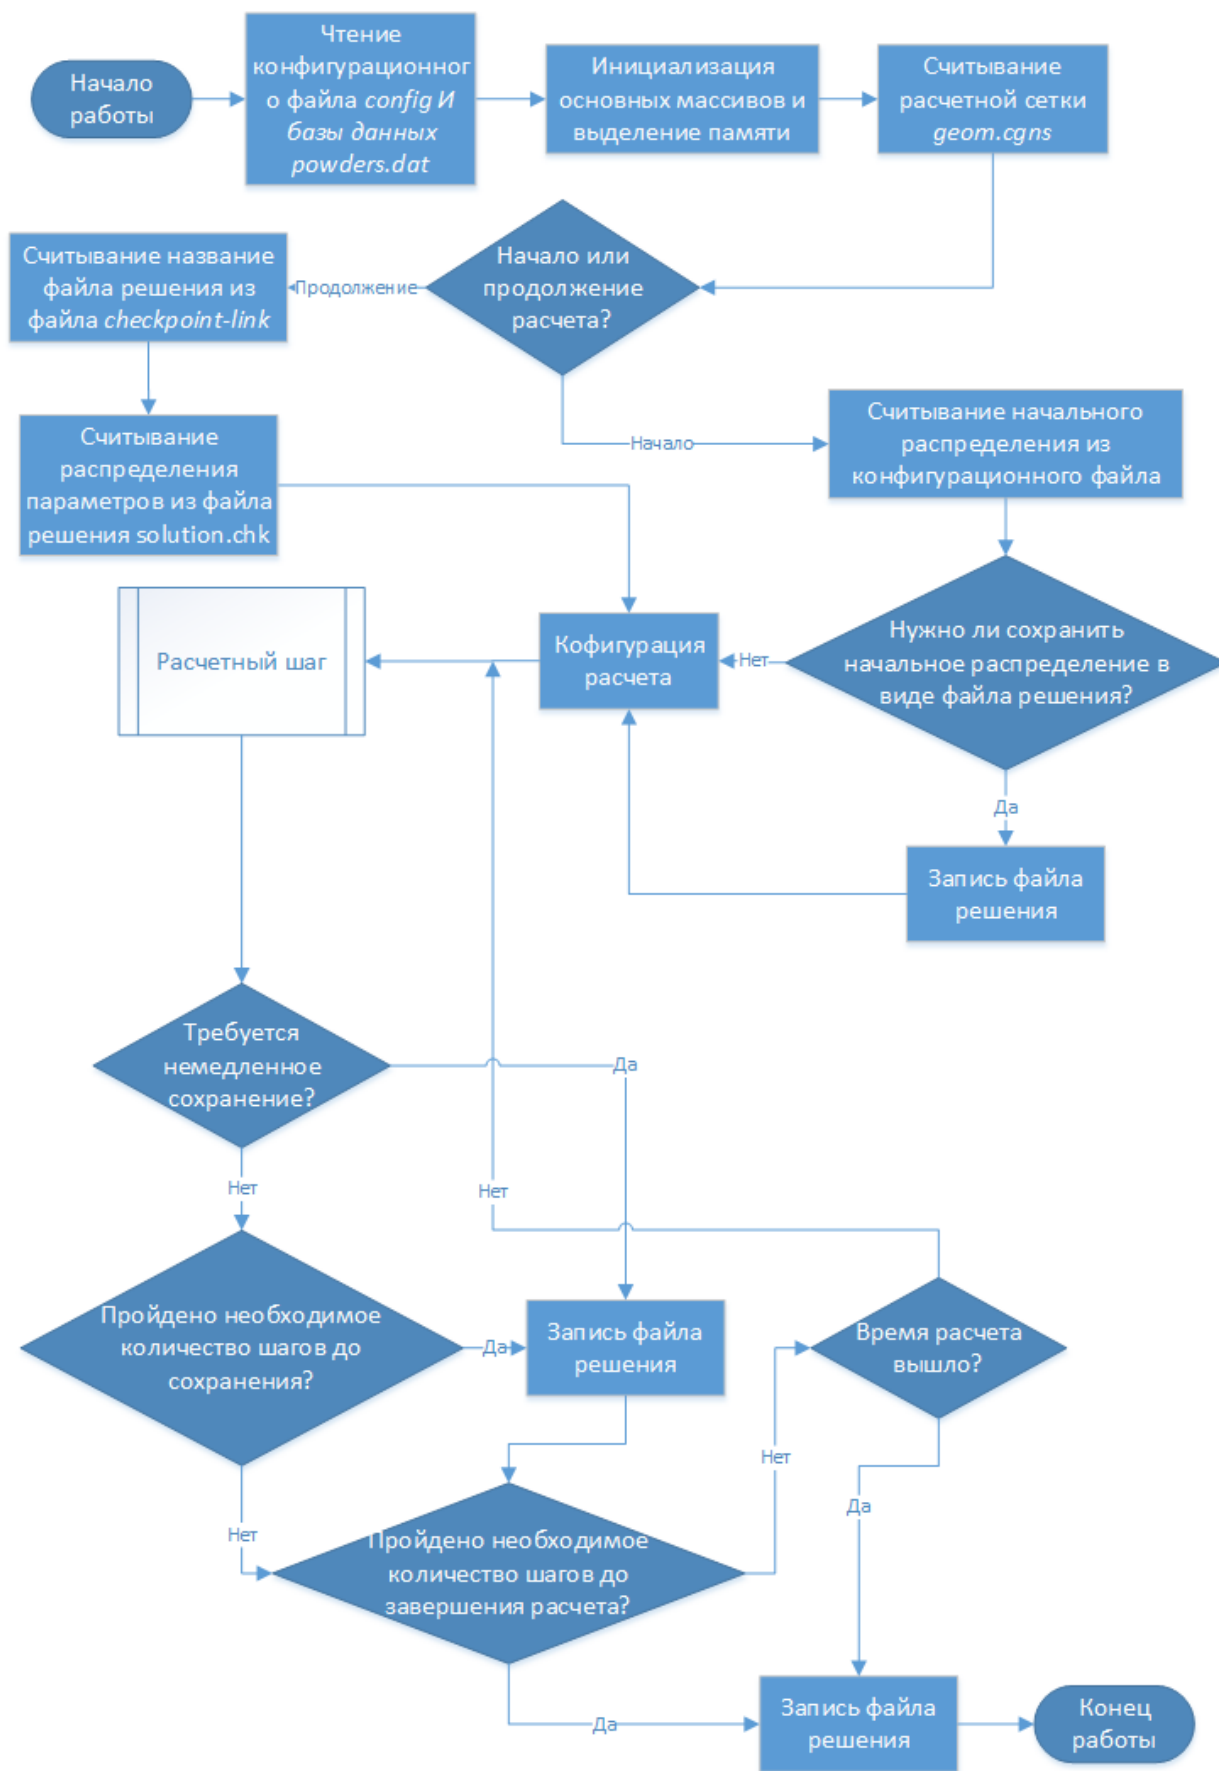 Начало
работы
Чтение
конфигурационног
о файла config И
базы данных
powders.dat
Инициализация
основных массивов и
выделение памяти
Считывание
расчетной сетки
geom.cgns
Начало или
продолжение
расчета?
Продолжение
Считывание название
файла решения из
файла checkpoint-link
Считывание
распределения
параметров из файла
решения solution.chk
Начало
Считывание начального
распределения из
конфигурационного файла
Нужно ли сохранить
начальное распределение в
виде файла решения?
Нет
Да
Запись файла
решения
Кофигурация
расчета
Расчетный шаг
Требуется
немедленное
сохранение?
Да
Нет
Пройдено необходимое
количество шагов до
сохранения?
Да
Нет
Запись файла
решения
Пройдено необходимое
количество шагов до
завершения расчета?
Нет
Да
Время расчета
вышло?
Нет
Да
Запись файла
решения
Конец
работы